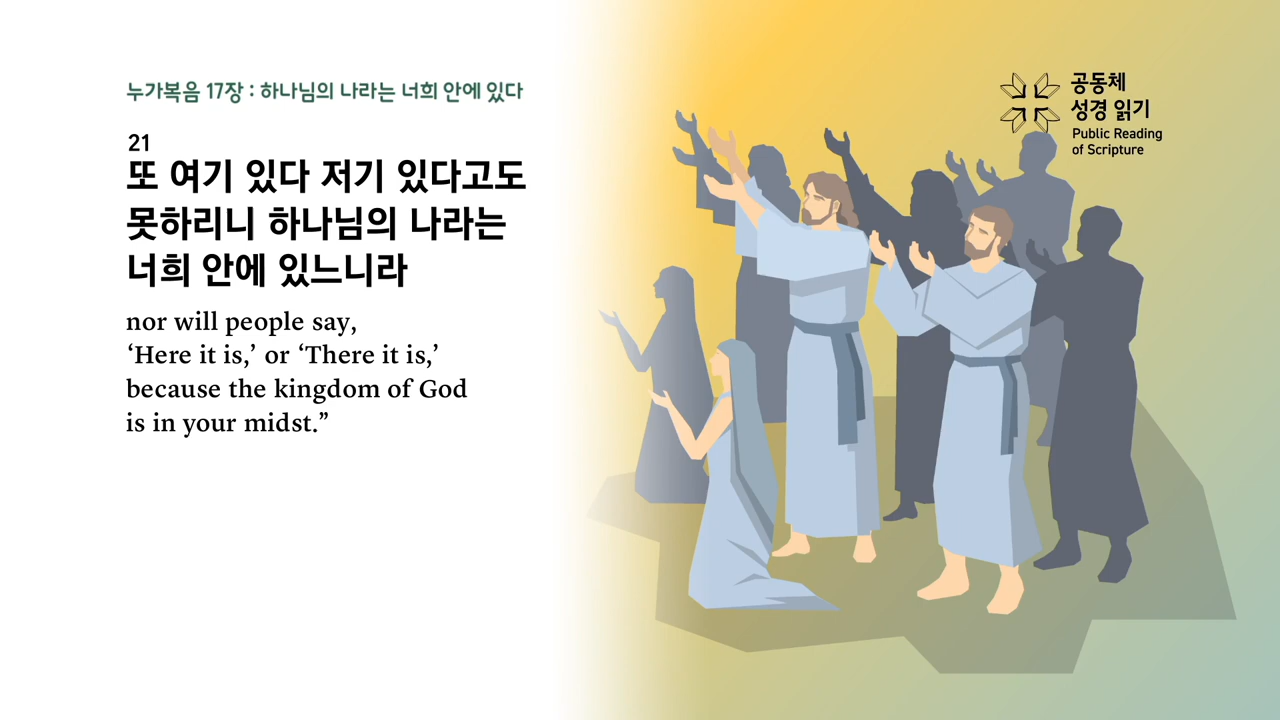 누가복음 17장 : 하나님의 나라는 너희 안에 있다
21
또 여기 있다 저기 있다고도
못하리니 하나님의 나라는
너희 안에 있느니라
nor will people say,
‘Here it is,’ or ‘There it is,’
because the kingdom of God
is in your midst.”
공동체
성경 읽기
Public Reading
of Scripture